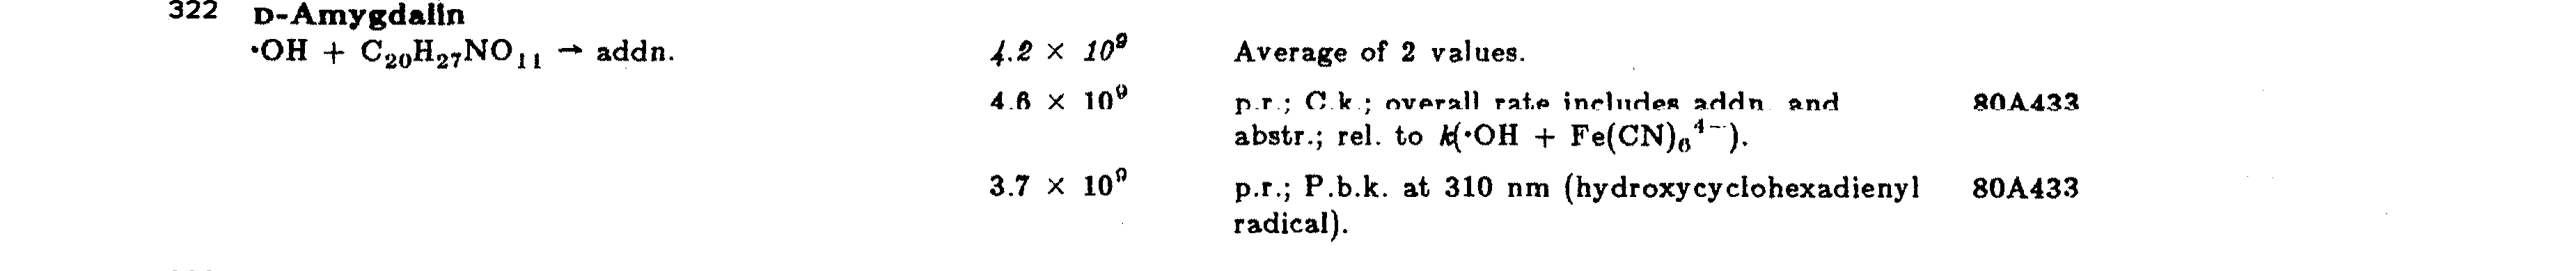 322 D-Amygdalin
·OH + C₂₀H₂₇NO₁₁ → addn. 4.2 × 10⁹ Average of 2 values.
4.6 × 10⁹ p.r.; C.k.; overall rate includes addn. and 80A433
abstr.; rel. to k(·OH + Fe(CN)₆⁴⁻).
3.7 × 10⁹ p.r.; P.b.k. at 310 nm (hydroxycyclohexadienyl 80A433
radical).